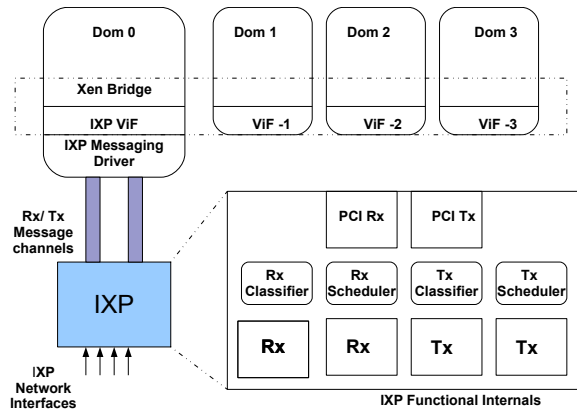 Dom 0
Dom 1
Dom 2
Dom 3
Xen Bridge
IXP ViF
ViF -1
ViF -2
ViF -3
IXP Messaging
Driver
Rx/ Tx
Message
channels
PCI Rx
PCI Tx
Rx
Classifier
Rx
Scheduler
Tx
Classifier
Tx
Scheduler
IXP
Rx
Rx
Tx
Tx
IXP
Network
Interfaces
IXP Functional Internals